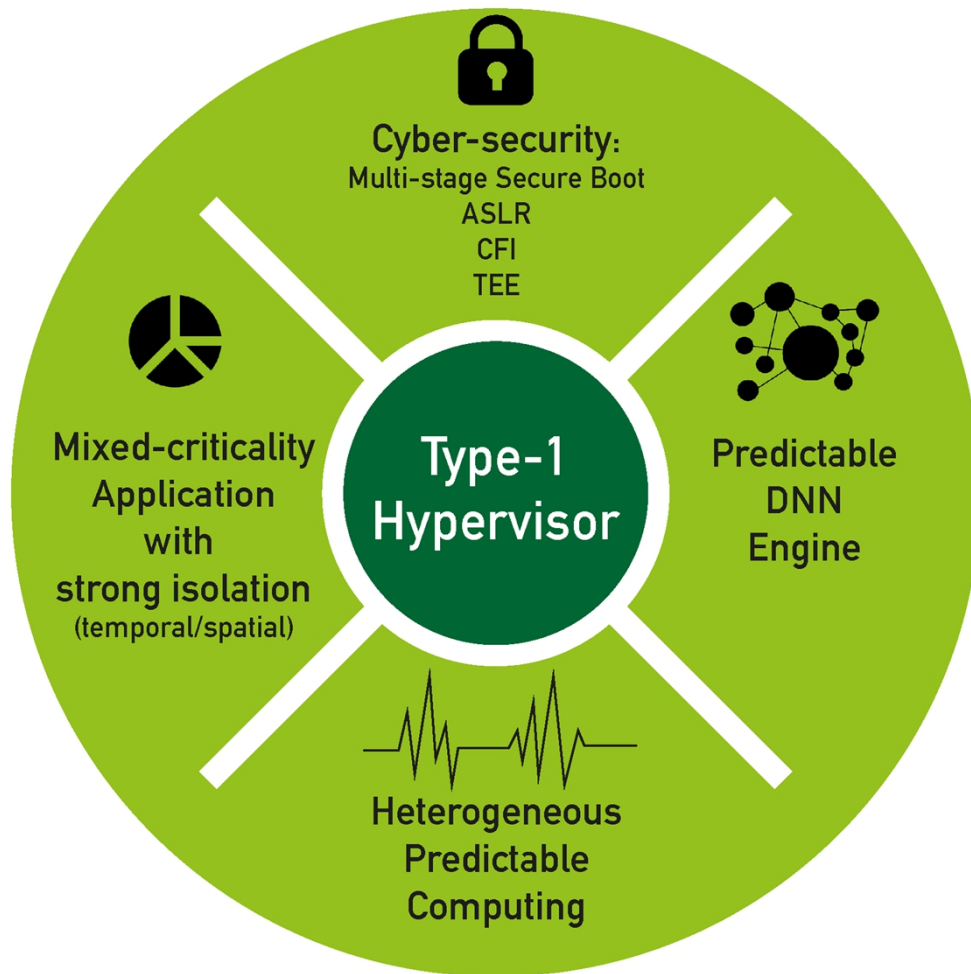 Cyber-security:
Multi-stage Secure Boot
ASLR
CFI
TEE
Mixed-criticality
Application
with
strong isolation
(temporal/spatial)
Type-1
Hypervisor
Predictable
DNN
Engine
Heterogeneous
Predictable
Computing